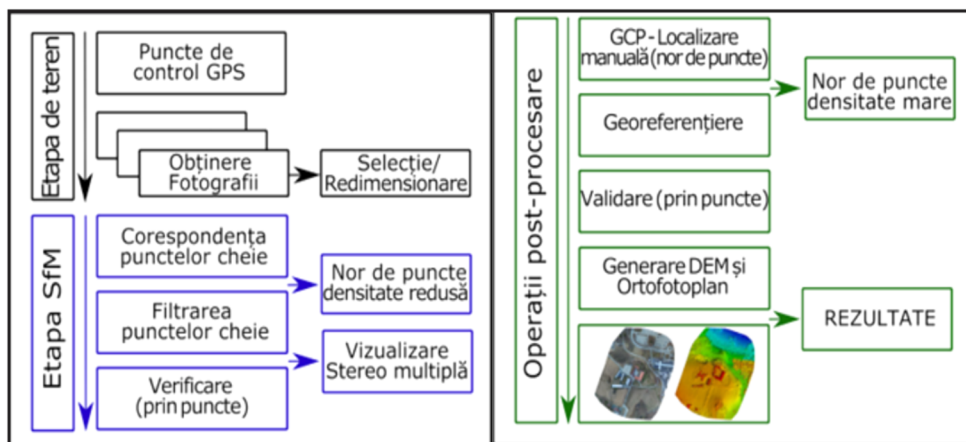 Etapa de teren
Puncte de
control GPS
Obținere
Fotografii
Selecție/
Redimensionare
Etapa SfM
Corespondența
punctelor cheie
Nor de puncte
densitate redusă
Filtrarea
punctelor cheie
Vizualizare
Stereo multiplă
Verificare
(prin puncte)
Operații post-procesare
GCP - Localizare
manuală (nor de puncte)
Nor de puncte
densitate mare
Georeferențiere
Validare (prin puncte)
Generare DEM și
Ortofotoplan
REZULTATE